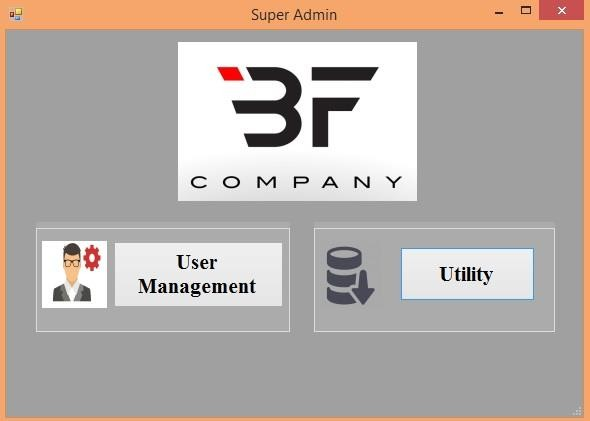 Super Admin
BF
COMPANY
User
Management
Utility